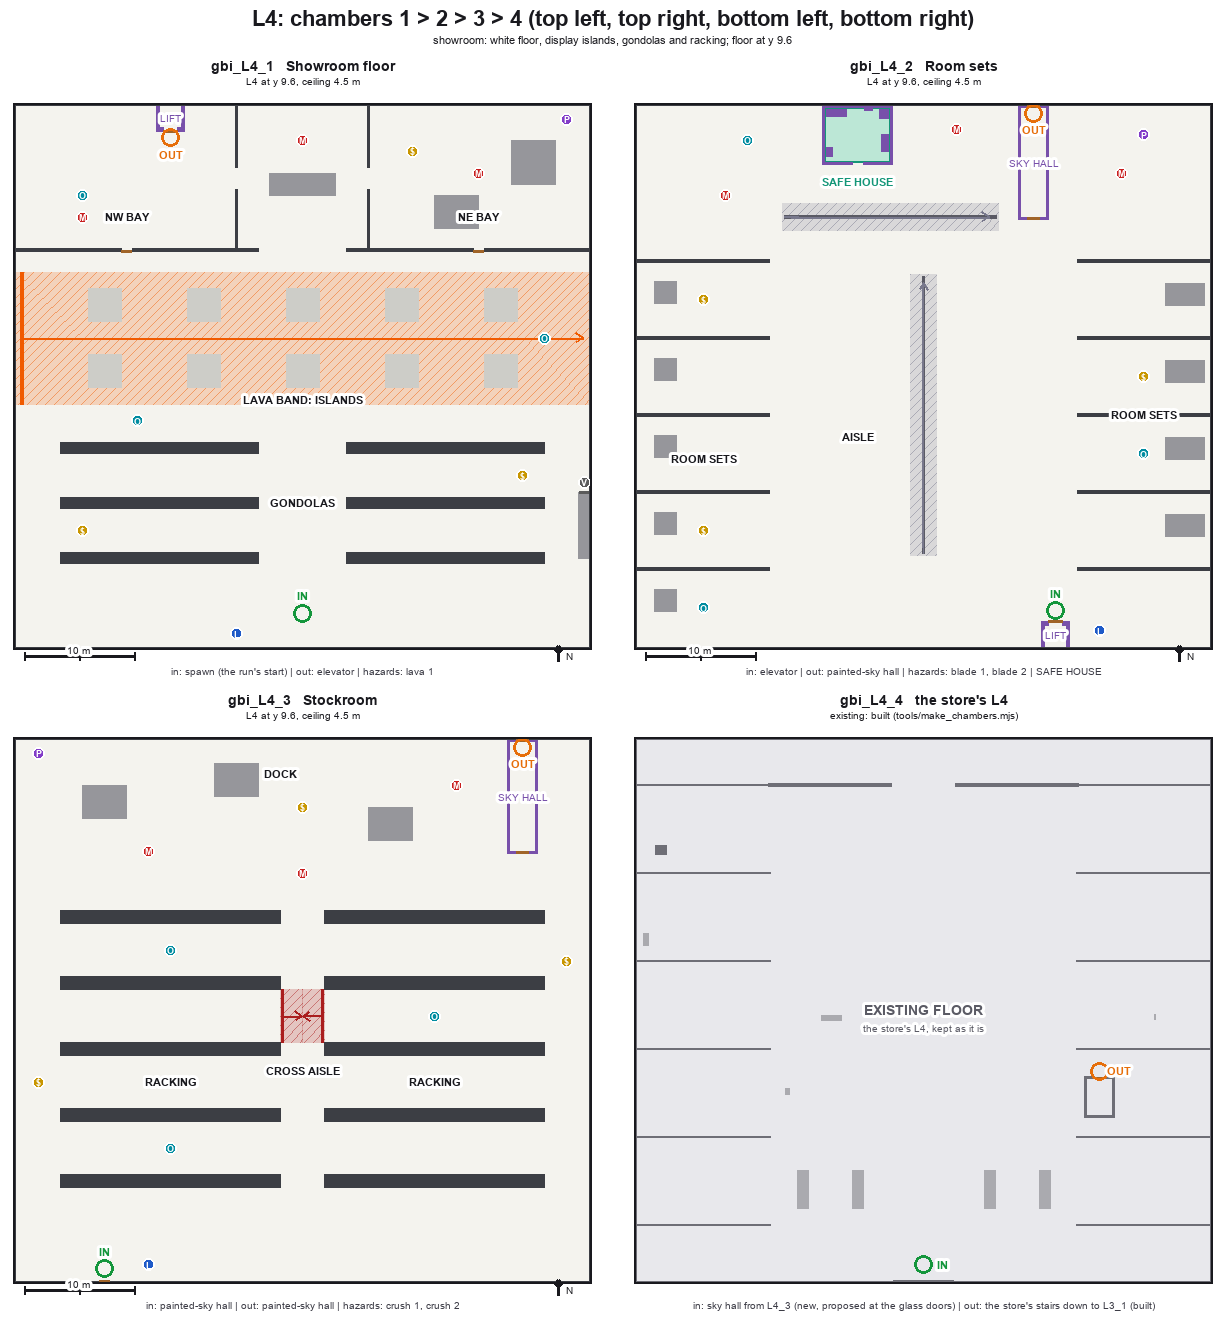 L4: chambers 1 > 2 > 3 > 4 (top left, top right, bottom left, bottom right)
showroom: white floor, display islands, gondolas and racking; floor at y 9.6
gbi_L4_1 Showroom floor
L4 at y 9.6, ceiling 4.5 m
LIFT
OUT
P
M
$
M
O
M
NW BAY
NE BAY
O
LAVA BAND: ISLANDS
O
$
V
GONDOLAS
$
IN
L
10 m
N
in: spawn (the run's start) | out: elevator | hazards: lava 1
gbi_L4_2 Room sets
L4 at y 9.6, ceiling 4.5 m
OUT
M
P
O
SKY HALL
M
SAFE HOUSE
M
$
$
ROOM SETS
AISLE
O
ROOM SETS
$
IN
O
L
LIFT
10 m
N
in: elevator | out: painted-sky hall | hazards: blade 1, blade 2 | SAFE HOUSE
gbi_L4_3 Stockroom
L4 at y 9.6, ceiling 4.5 m
P
OUT
DOCK
M
SKY HALL
$
M
M
O
$
O
CROSS AISLE
$
RACKING
RACKING
O
IN
L
10 m
N
in: painted-sky hall | out: painted-sky hall | hazards: crush 1, crush 2
gbi_L4_4 the store's L4
existing: built (tools/make_chambers.mjs)
EXISTING FLOOR
the store's L4, kept as it is
OUT
IN
in: sky hall from L4_3 (new, proposed at the glass doors) | out: the store's stairs down to L3_1 (built)